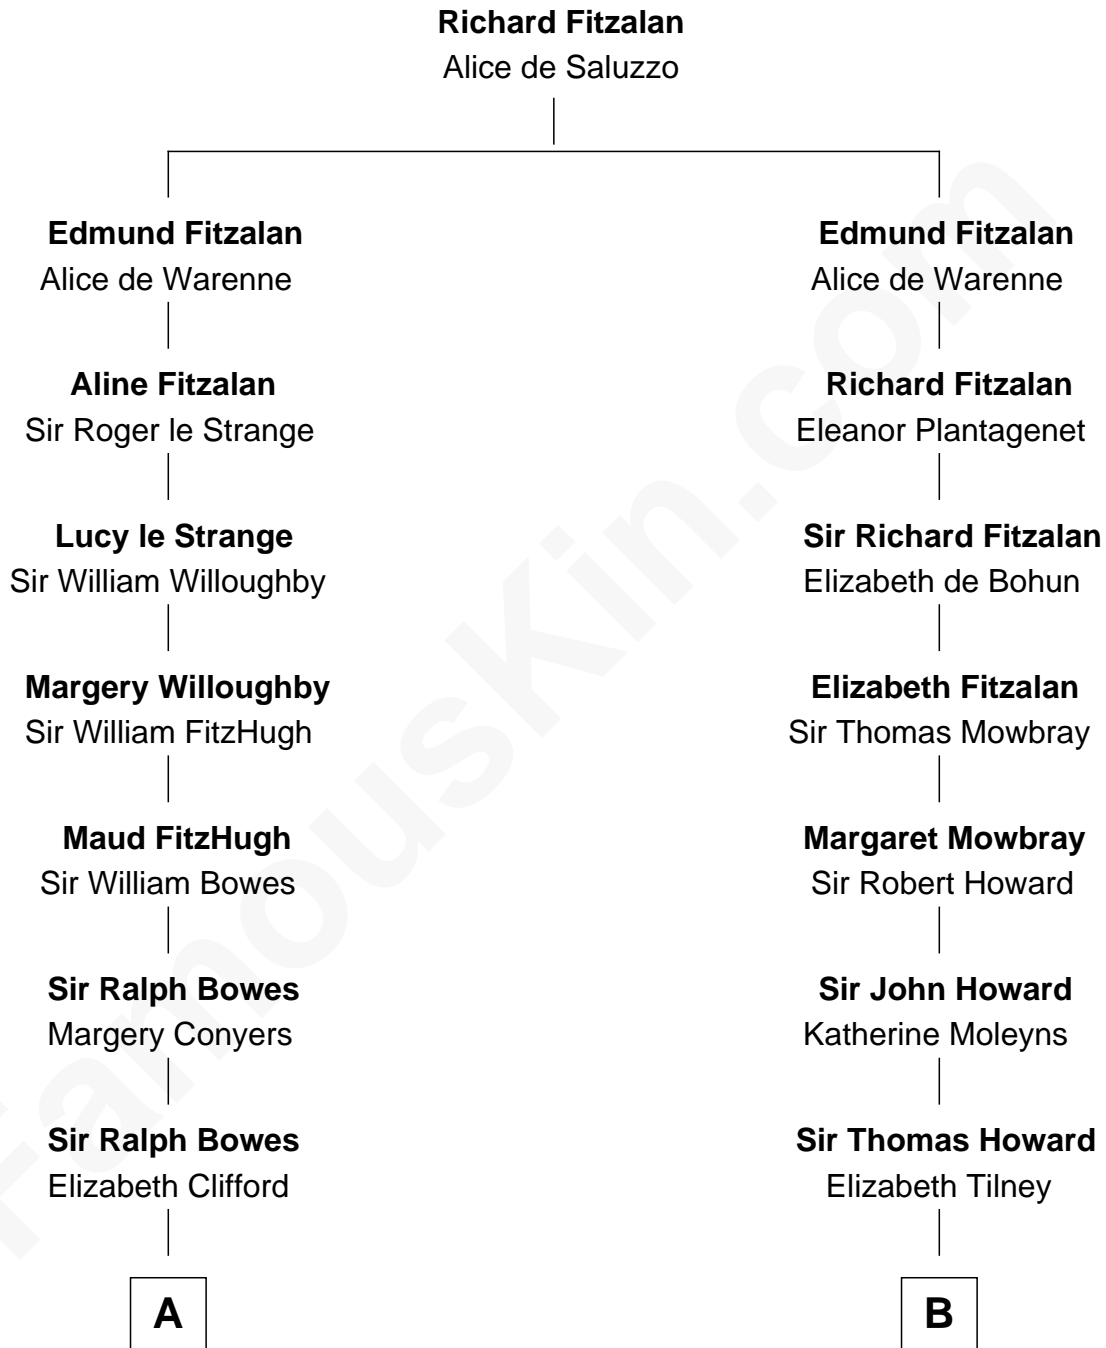 Richard Fitzalan
Alice de Saluzzo
Edmund Fitzalan
Alice de Warenne
Edmund Fitzalan
Alice de Warenne
Aline Fitzalan
Sir Roger le Strange
Richard Fitzalan
Eleanor Plantagenet
Lucy le Strange
Sir William Willoughby
Sir Richard Fitzalan
Elizabeth de Bohun
Margery Willoughby
Sir William FitzHugh
Elizabeth Fitzalan
Sir Thomas Mowbray
Maud FitzHugh
Sir William Bowes
Margaret Mowbray
Sir Robert Howard
Sir Ralph Bowes
Margery Conyers
Sir John Howard
Katherine Moleyns
Sir Ralph Bowes
Elizabeth Clifford
Sir Thomas Howard
Elizabeth Tilney
A
B
FamousKin.com